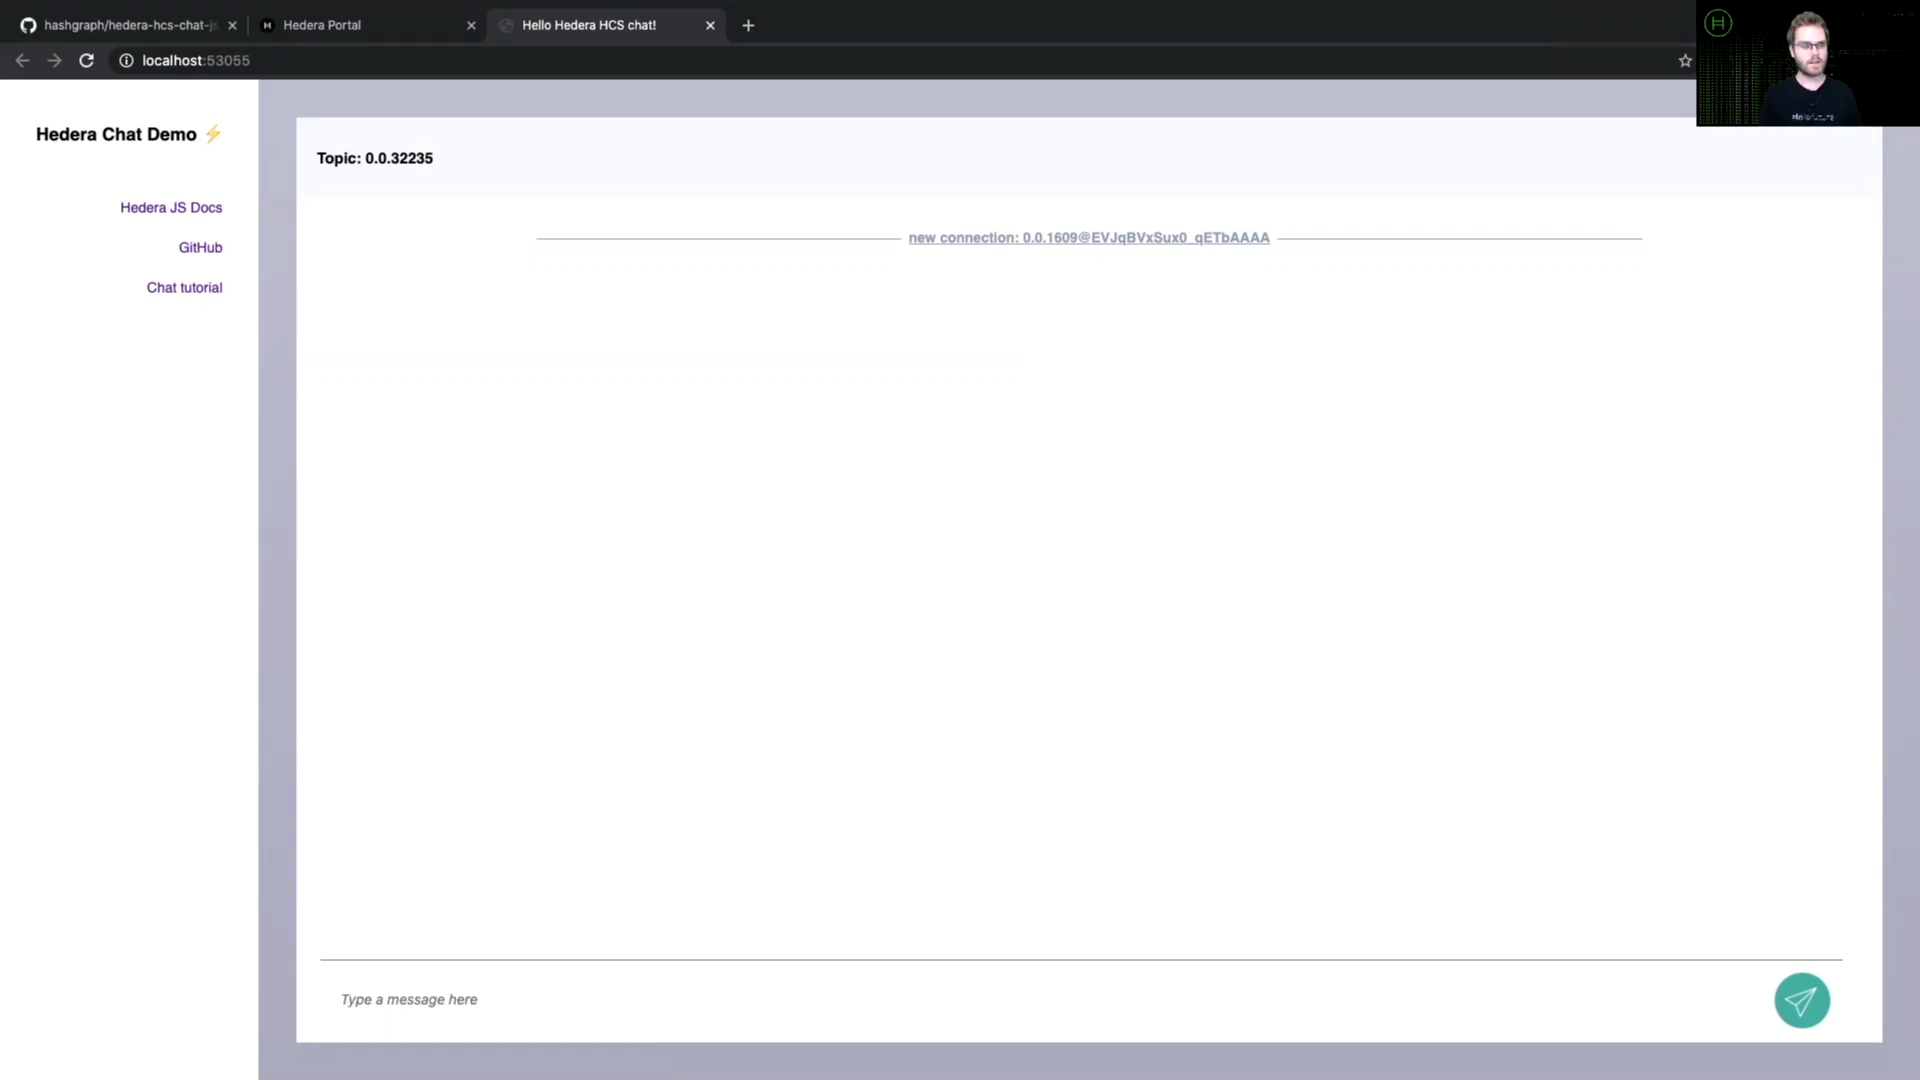 hashgraph/hedera-hcs-chat-js
Hedera Portal
Hello Hedera HCS chat!
localhost:53055
Hedera Chat Demo ⚡
Hedera JS Docs
GitHub
Chat tutorial
Topic: 0.0.32235
new connection: 0.0.1609@EVJqBVxSux0_qETbAAAA
Type a message here